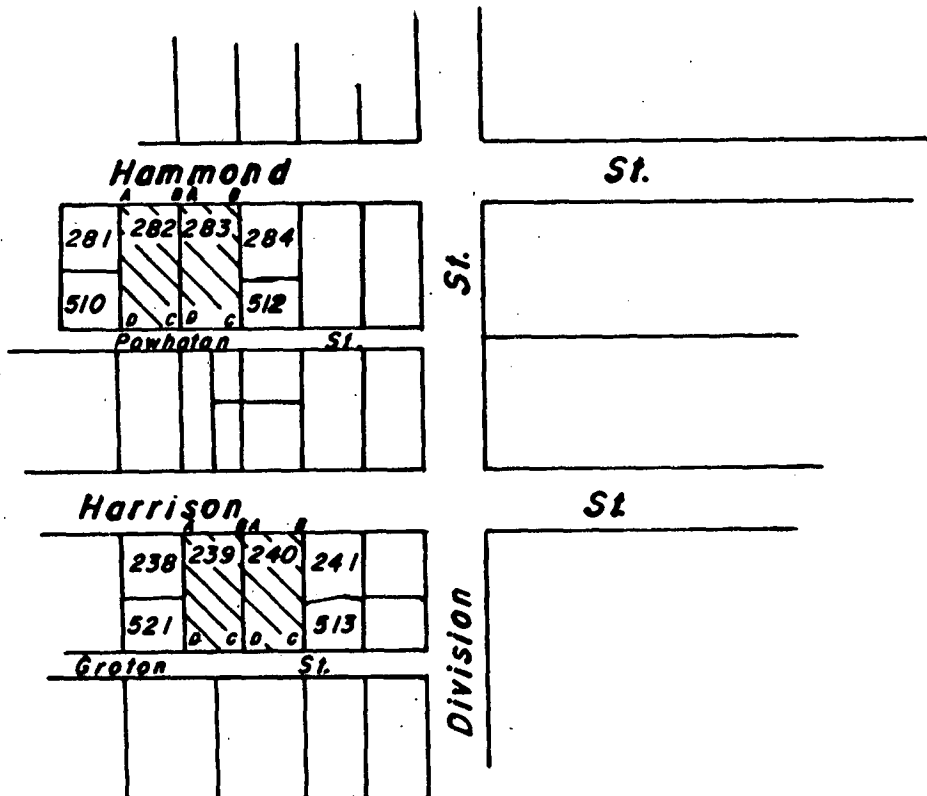 Hammond St.
A B A B
281 282 283 284
510 512
D C D C
Powhatan St.
St.
Harrison St
A B A B
238 239 240 241
521 513
D C D C
Groton St.
Division